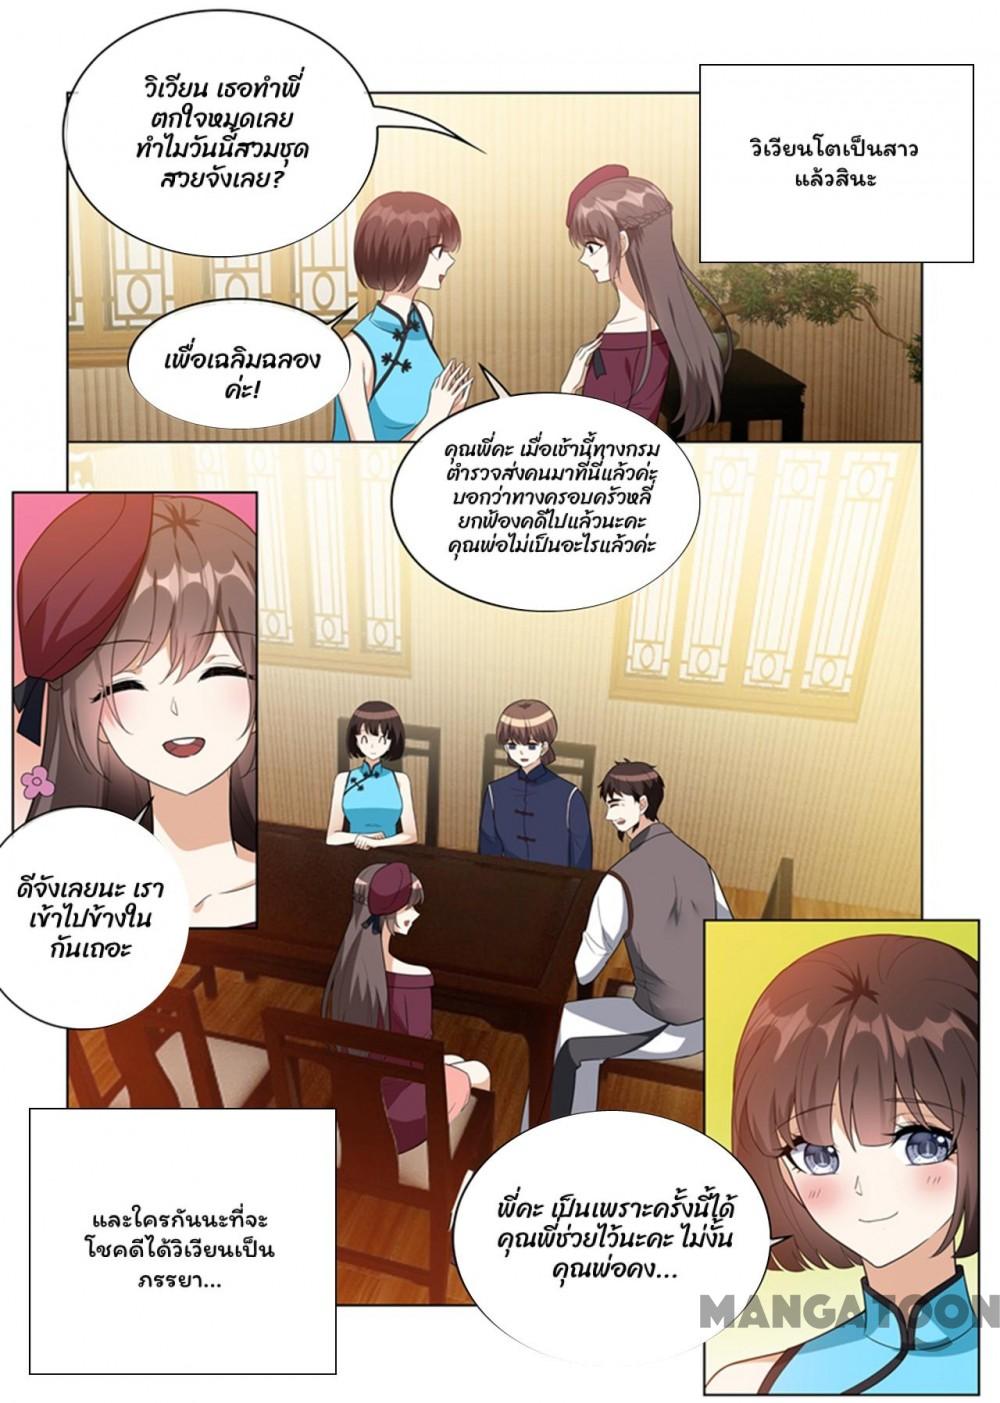 วิเวียน เธอทำพี่
ตกใจหมดเลย
ทำไมวันนี้สวมชุด
สวยจังเลย?
วิเวียนโตเป็นสาว
แล้วสินะ
เพื่อเฉลิมฉลอง
ค่ะ!
คุณพี่คะ เมื่อเช้านี้ทางกรม
ตำรวจส่งคนมาที่นี่แล้วค่ะ
บอกว่าทางครอบครัวหลี่
ยกฟ้องคดีไปแล้วนะคะ
คุณพ่อไม่เป็นอะไรแล้วค่ะ
ดีจังเลยนะ เรา
เข้าไปข้างใน
กันเถอะ
และใครกันนะที่จะ
โชคดีได้วิเวียนเป็น
ภรรยา...
พี่คะ เป็นเพราะครั้งนี้ได้
คุณพี่ช่วยไว้นะคะ ไม่งั้น
คุณพ่อคง...
MANGATOON